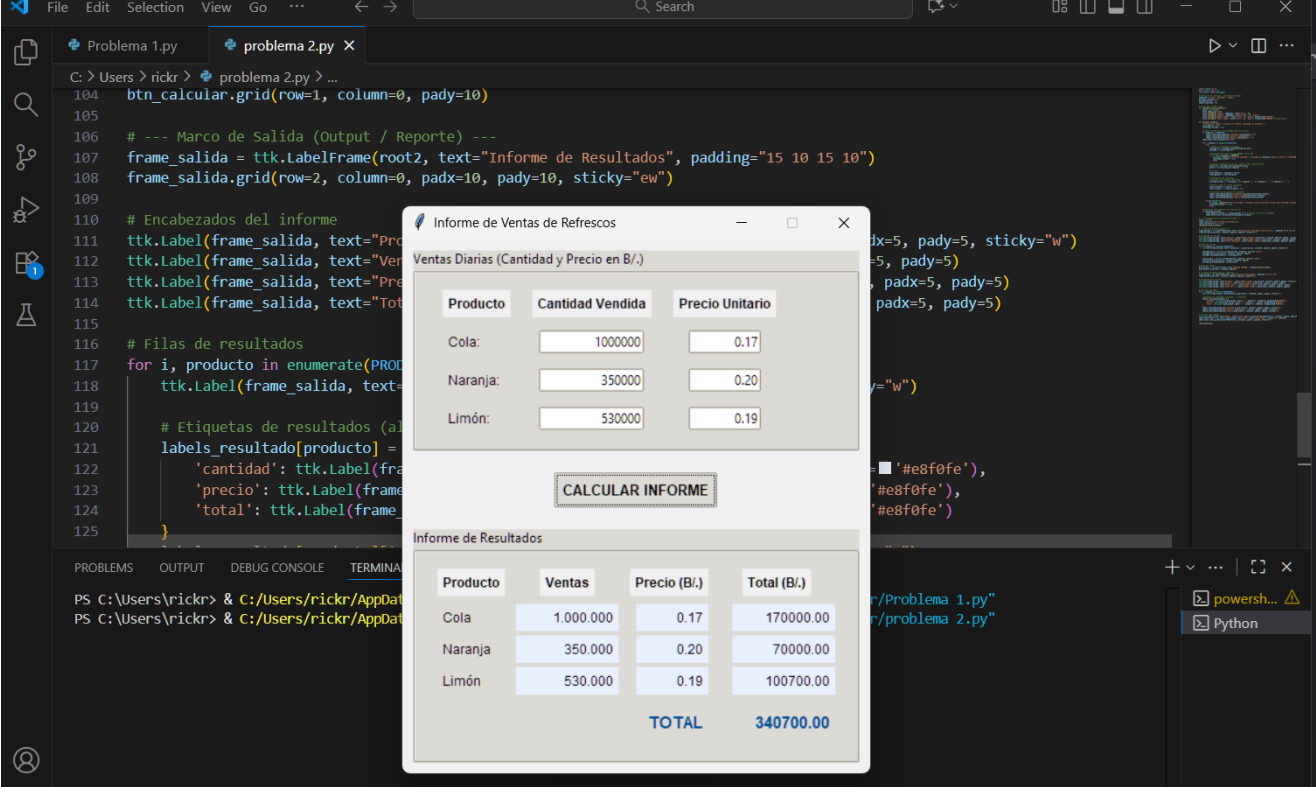 File Edit Selection View Go ··· Search
Problema 1.py problema 2.py
C: > Users > rickr > problema 2.py > ...
104 btn_calcular.grid(row=1, column=0, pady=10)
105
106 # --- Marco de Salida (Output / Reporte) ---
107 frame_salida = ttk.LabelFrame(root2, text="Informe de Resultados", padding="15 10 15 10")
108 frame_salida.grid(row=2, column=0, padx=10, pady=10, sticky="ew")
109
110 # Encabezados del informe
111 ttk.Label(frame_salida, text="Pro dx=5, pady=5, sticky="w")
112 ttk.Label(frame_salida, text="Ver =5, pady=5)
113 ttk.Label(frame_salida, text="Pre , padx=5, pady=5)
114 ttk.Label(frame_salida, text="Tot padx=5, pady=5)
115
116 # Filas de resultados
117 for i, producto in enumerate(PROD
118 ttk.Label(frame_salida, text= y="w")
119
120 # Etiquetas de resultados (al
121 labels_resultado[producto] =
122 'cantidad': ttk.Label(fra = '#e8f0fe'),
123 'precio': ttk.Label(frame '#e8f0fe'),
124 'total': ttk.Label(frame_ '#e8f0fe')
125 }
Informe de Ventas de Refrescos
Ventas Diarias (Cantidad y Precio en B/.)
Producto Cantidad Vendida Precio Unitario
Cola: 1000000 0.17
Naranja: 350000 0.20
Limón: 530000 0.19
CALCULAR INFORME
Informe de Resultados
Producto Ventas Precio (B/.) Total (B/.)
Cola 1.000.000 0.17 170000.00
Naranja 350.000 0.20 70000.00
Limón 530.000 0.19 100700.00
TOTAL 340700.00
PROBLEMS OUTPUT DEBUG CONSOLE TERMINA
PS C:\Users\rickr> & C:/Users/rickr/AppDat r/Problema 1.py"
PS C:\Users\rickr> & C:/Users/rickr/AppDat r/problema 2.py"
powersh...
Python
1